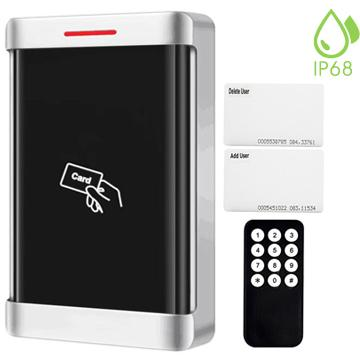 IP68
Delete User
0005538785 084.33761
Add User
0005451022 083.11534
Card
1 2 3
4 5 6
7 8 9
* 0 #